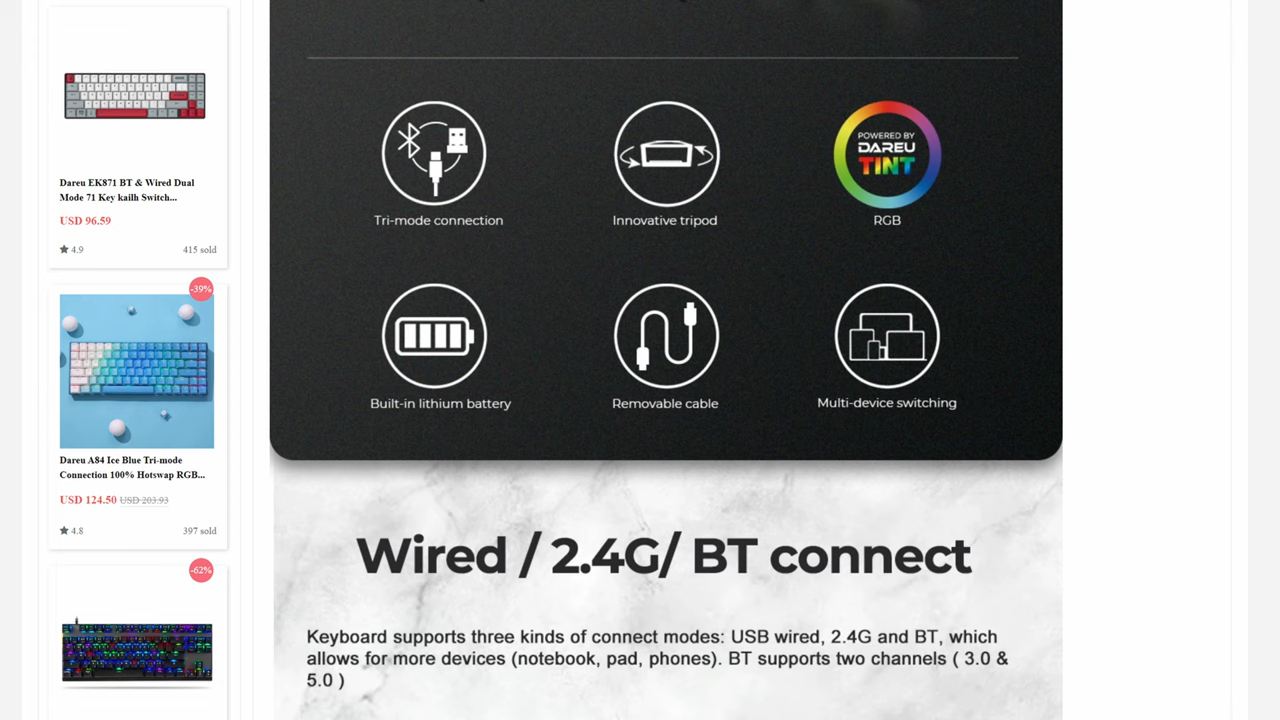 Dareu EK871 BT & Wired Dual
Mode 71 Key kailh Switch...
USD 96.59
4.9
415 sold
-39%
Dareu A84 Ice Blue Tri-mode
Connection 100% Hotswap RGB...
USD 124.50 USD 203.93
4.8
397 sold
-62%
Tri-mode connection
Innovative tripod
POWERED BY
DAREU
TINT
RGB
Built-in lithium battery
Removable cable
Multi-device switching
Wired / 2.4G/ BT connect
Keyboard supports three kinds of connect modes: USB wired, 2.4G and BT, which
allows for more devices (notebook, pad, phones). BT supports two channels ( 3.0 &
5.0 )